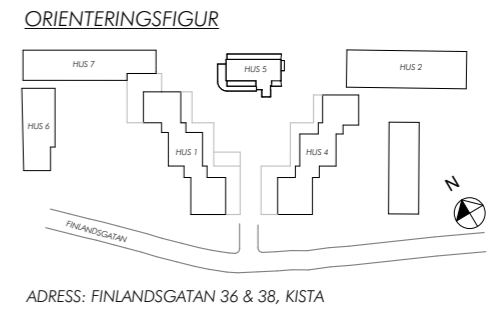 ORIENTERINGSFIGUR
HUS 7
HUS 5
HUS 2
HUS 6
HUS 1
HUS 4
N
FINLANDSGATAN
ADRESS: FINLANDSGATAN 36 & 38, KISTA